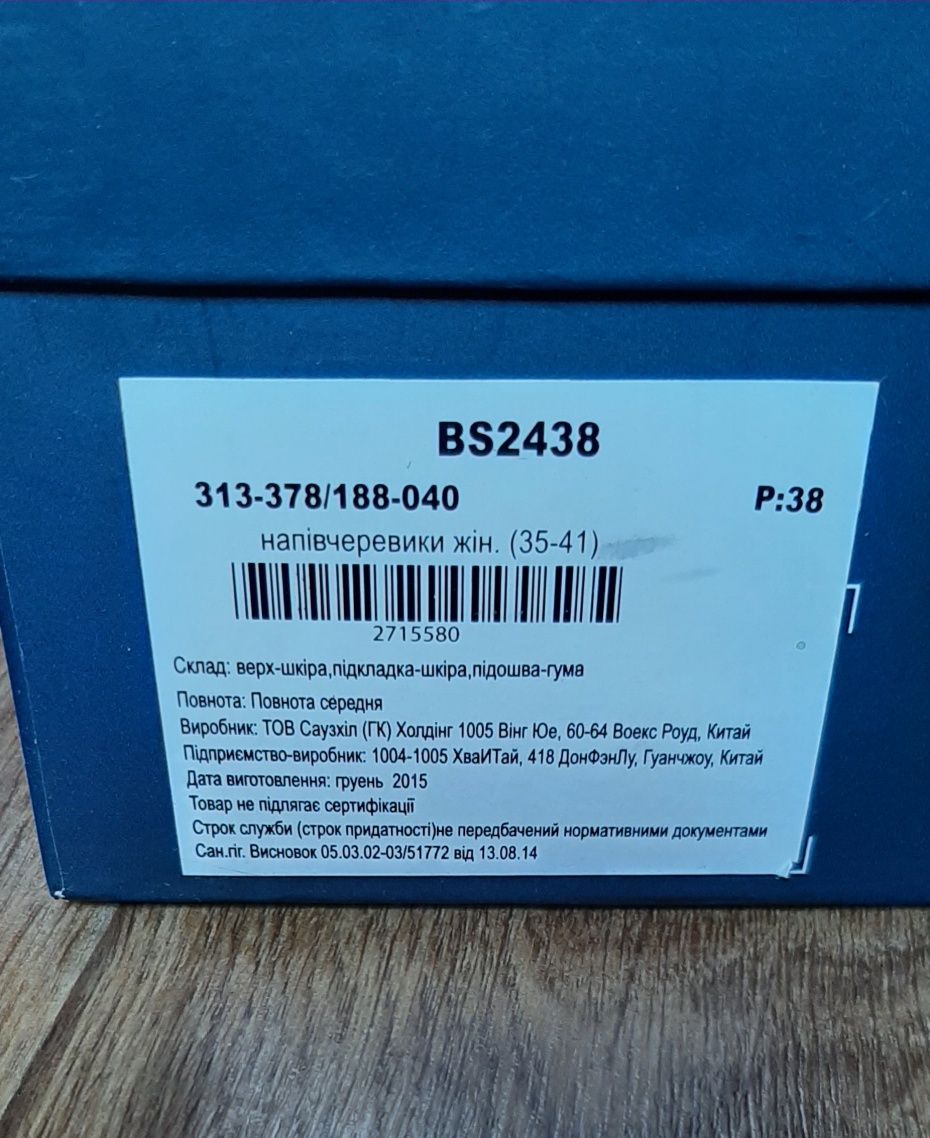 BS2438
313-378/188-040 P:38
напівчеревики жін. (35-41)
2715580
Склад: верх-шкіра,підкладка-шкіра,підошва-гума
Повнота: Повнота середня
Виробник: ТОВ Саузхіл (ГК) Холдінг 1005 Вінг Юе, 60-64 Воекс Роуд, Китай
Підприємство-виробник: 1004-1005 ХваИТай, 418 ДонФэнЛу, Гуанчжоу, Китай
Дата виготовлення: груень 2015
Товар не підлягає сертифікації
Строк служби (строк придатності)не передбачений нормативними документами
Сан.гіг. Висновок 05.03.02-03/51772 від 13.08.14